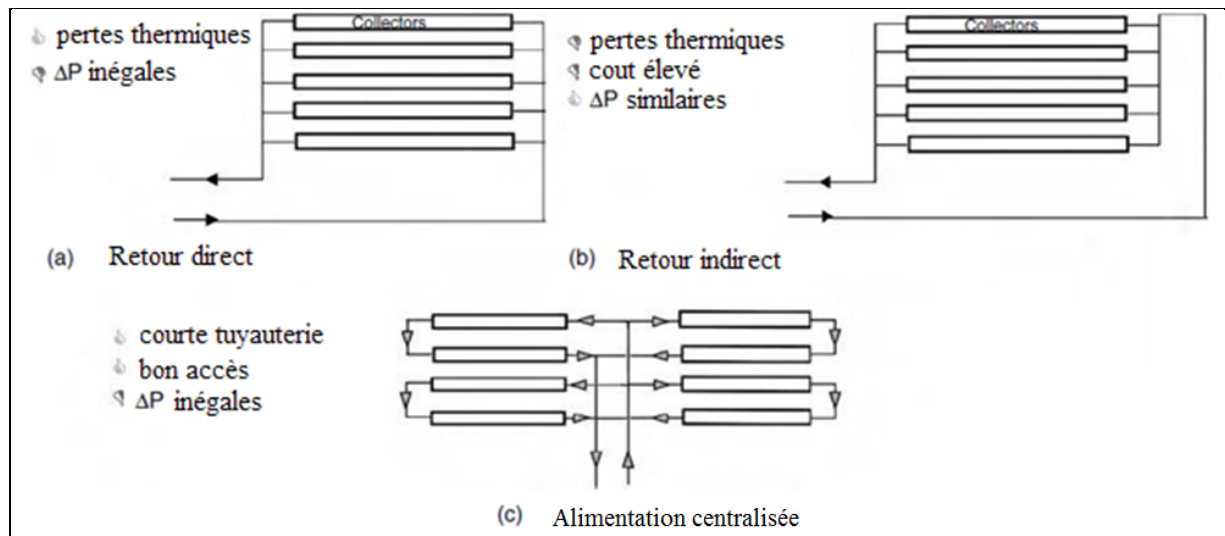 Collectors
pertes thermiques
ΔP inégales
(a) Retour direct
Collectors
pertes thermiques
cout élevé
ΔP similaires
(b) Retour indirect
courte tuyauterie
bon accès
ΔP inégales
(c) Alimentation centralisée